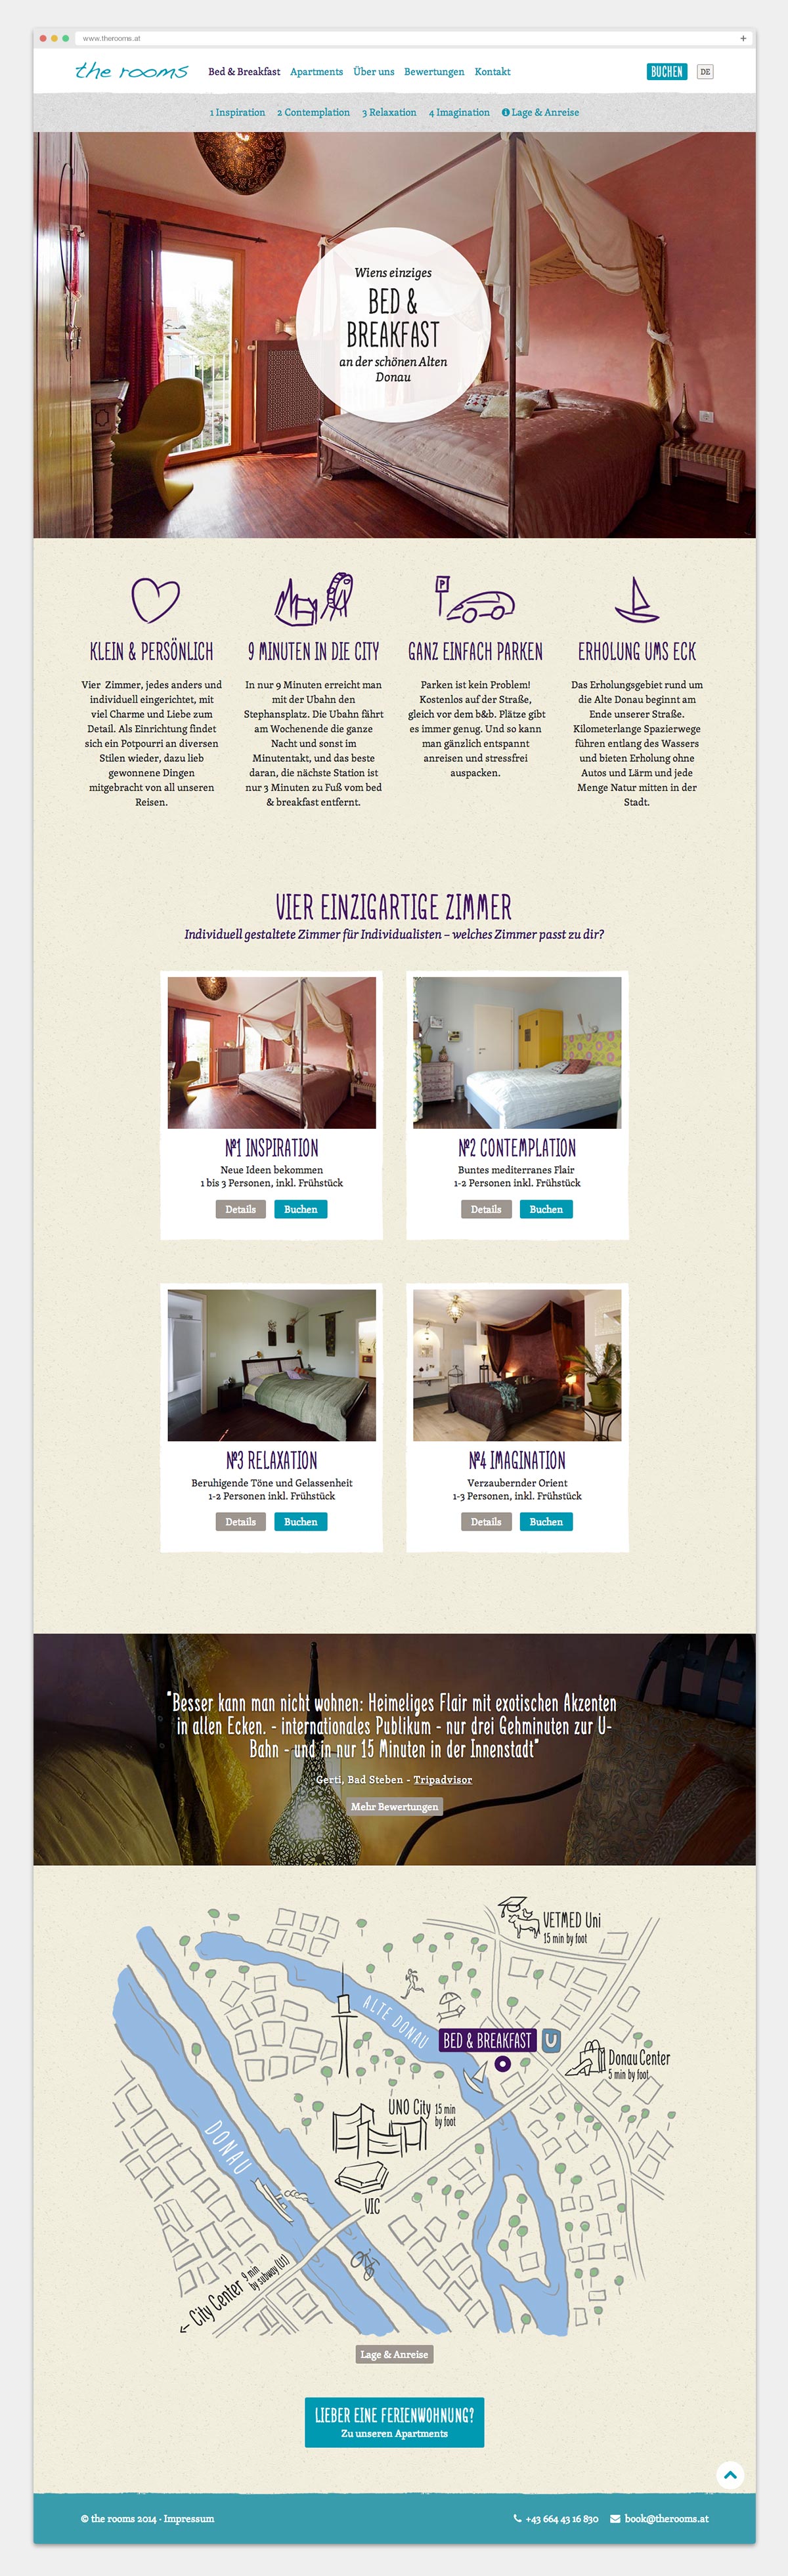 www.therooms.at
the rooms
Bed & Breakfast Apartments Über uns Bewertungen Kontakt
BUCHEN DE
1 Inspiration 2 Contemplation 3 Relaxation 4 Imagination Lage & Anreise
Wiens einziges
BED &
BREAKFAST
an der schönen Alten
Donau
KLEIN & PERSÖNLICH
Vier Zimmer, jedes anders und
individuell eingerichtet, mit
viel Charme und Liebe zum
Detail. Als Einrichtung findet
sich ein Potpourri an diversen
Stilen wieder, dazu lieb
gewonnene Dingen
mitgebracht von all unseren
Reisen.
9 MINUTEN IN DIE CITY
In nur 9 Minuten erreicht man
mit der Ubahn den
Stephansplatz. Die Ubahn fährt
am Wochenende die ganze
Nacht und sonst im
Minutentakt, und das beste
daran, die nächste Station ist
nur 3 Minuten zu Fuß vom bed
& breakfast entfernt.
P
GANZ EINFACH PARKEN
Parken ist kein Problem!
Kostenlos auf der Straße,
gleich vor dem b&b. Plätze gibt
es immer genug. Und so kann
man gänzlich entspannt
anreisen und stressfrei
auspacken.
ERHOLUNG UMS ECK
Das Erholungsgebiet rund um
die Alte Donau beginnt am
Ende unserer Straße.
Kilometerlange Spazierwege
führen entlang des Wassers
und bieten Erholung ohne
Autos und Lärm und jede
Menge Natur mitten in der
Stadt.
VIER EINZIGARTIGE ZIMMER
Individuell gestaltete Zimmer für Individualisten – welches Zimmer passt zu dir?
№1 INSPIRATION
Neue Ideen bekommen
1 bis 3 Personen, inkl. Frühstück
Details Buchen
№2 CONTEMPLATION
Buntes mediterranes Flair
1-2 Personen inkl. Frühstück
Details Buchen
№3 RELAXATION
Beruhigende Töne und Gelassenheit
1-2 Personen inkl. Frühstück
Details Buchen
№4 IMAGINATION
Verzaubernder Orient
1-3 Personen, inkl. Frühstück
Details Buchen
"Besser kann man nicht wohnen: Heimeliges Flair mit exotischen Akzenten
in allen Ecken. - internationales Publikum - nur drei Gehminuten zur U-
Bahn - und in nur 15 Minuten in der Innenstadt"
Gerti, Bad Steben - Tripadvisor
Mehr Bewertungen
VETMED Uni
15 min by foot
ALTE DONAU
BED & BREAKFAST U
Donau Center
5 min by foot
UNO City 15 min
by foot
DONAU
VIC
← City Center 9 min
by subway (U1)
Lage & Anreise
LIEBER EINE FERIENWOHNUNG?
Zu unseren Apartments
© the rooms 2014 · Impressum
+43 664 43 16 830 book@therooms.at